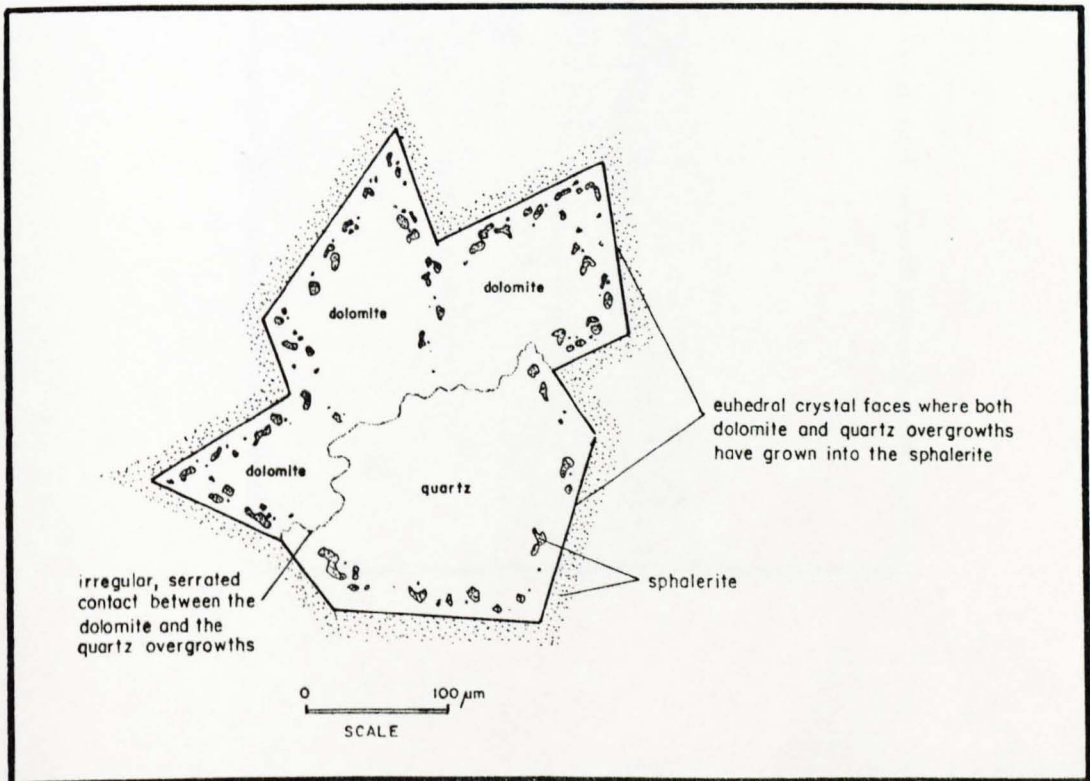 dolomite
dolomite
euhedral crystal faces where both
dolomite and quartz overgrowths
have grown into the sphalerite
dolomite
quartz
sphalerite
irregular, serrated
contact between the
dolomite and the
quartz overgrowths
0 100 µm
SCALE